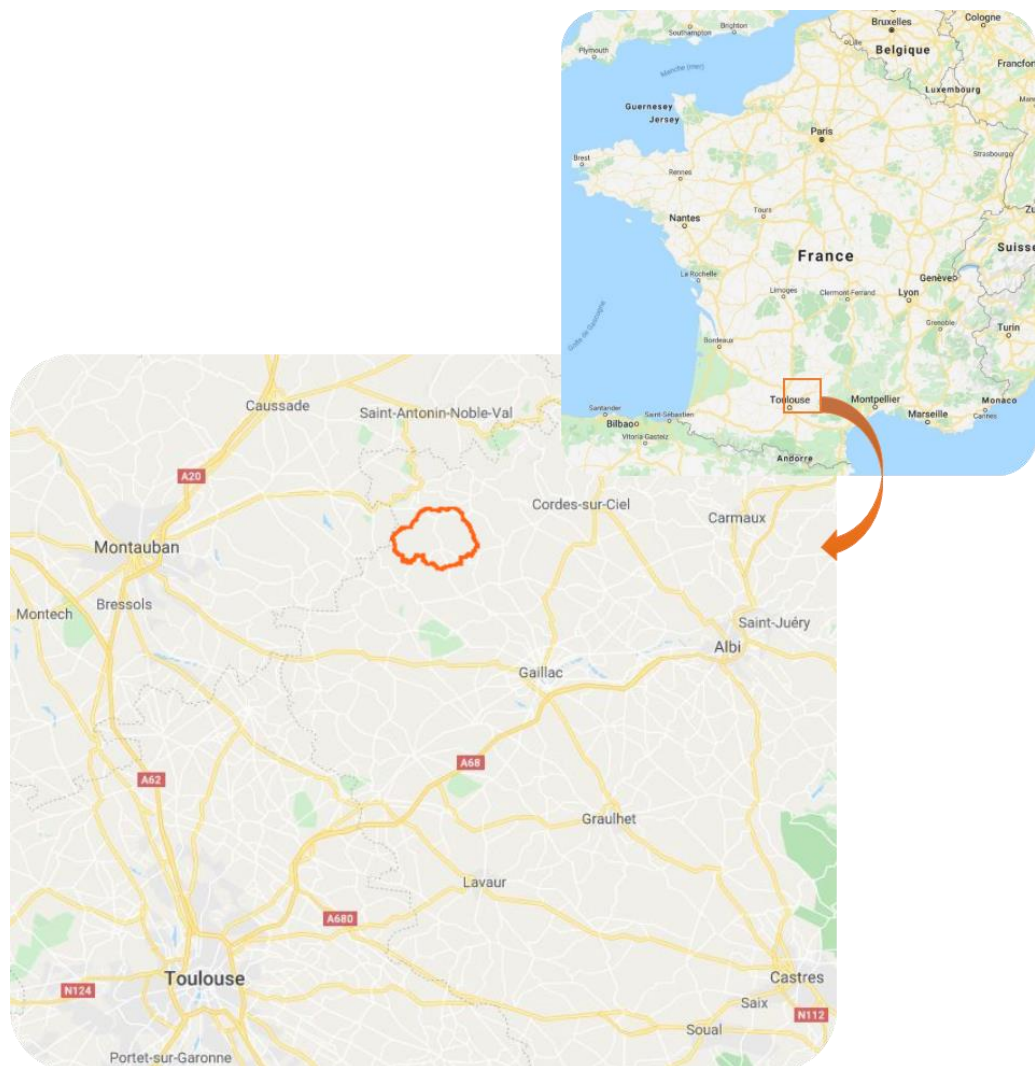 Bruxelles
Cologne
Brighton
Southampton
Plymouth
Lille
Belgique
Francfort
Manche (mer)
Luxembourg
Guernesey
Jersey
Paris
Strasbourg
Brest
Rennes
Nantes
Tours
France
Suisse
Genève
La Rochelle
Limoges
Clermont-Ferrand
Lyon
Golfe de Gascogne
Grenoble
Turin
Bordeaux
Toulouse
Montpellier
Marseille
Monaco
Cannes
Santander
Saint-Sébastien
Bilbao
Vitoria Gasteiz
Andorre
Caussade
Saint-Antonin-Noble-Val
A20
Cordes-sur-Ciel
Carmaux
Montauban
Montech
Bressols
Saint-Juéry
Albi
Gaillac
A68
A62
Graulhet
Lavaur
A680
Toulouse
Castres
N124
Saix
N112
Soual
Portet-sur-Garonne